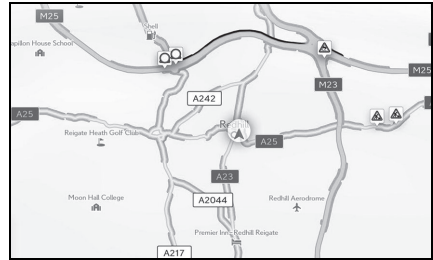 M25
Shell
apillon House School
A242
M25
M23
A25
Reigate Heath Golf Club
Redhill
A25
A23
Moon Hall College
A2044
Redhill Aerodrome
Premier Inn Redhill Reigate
A217